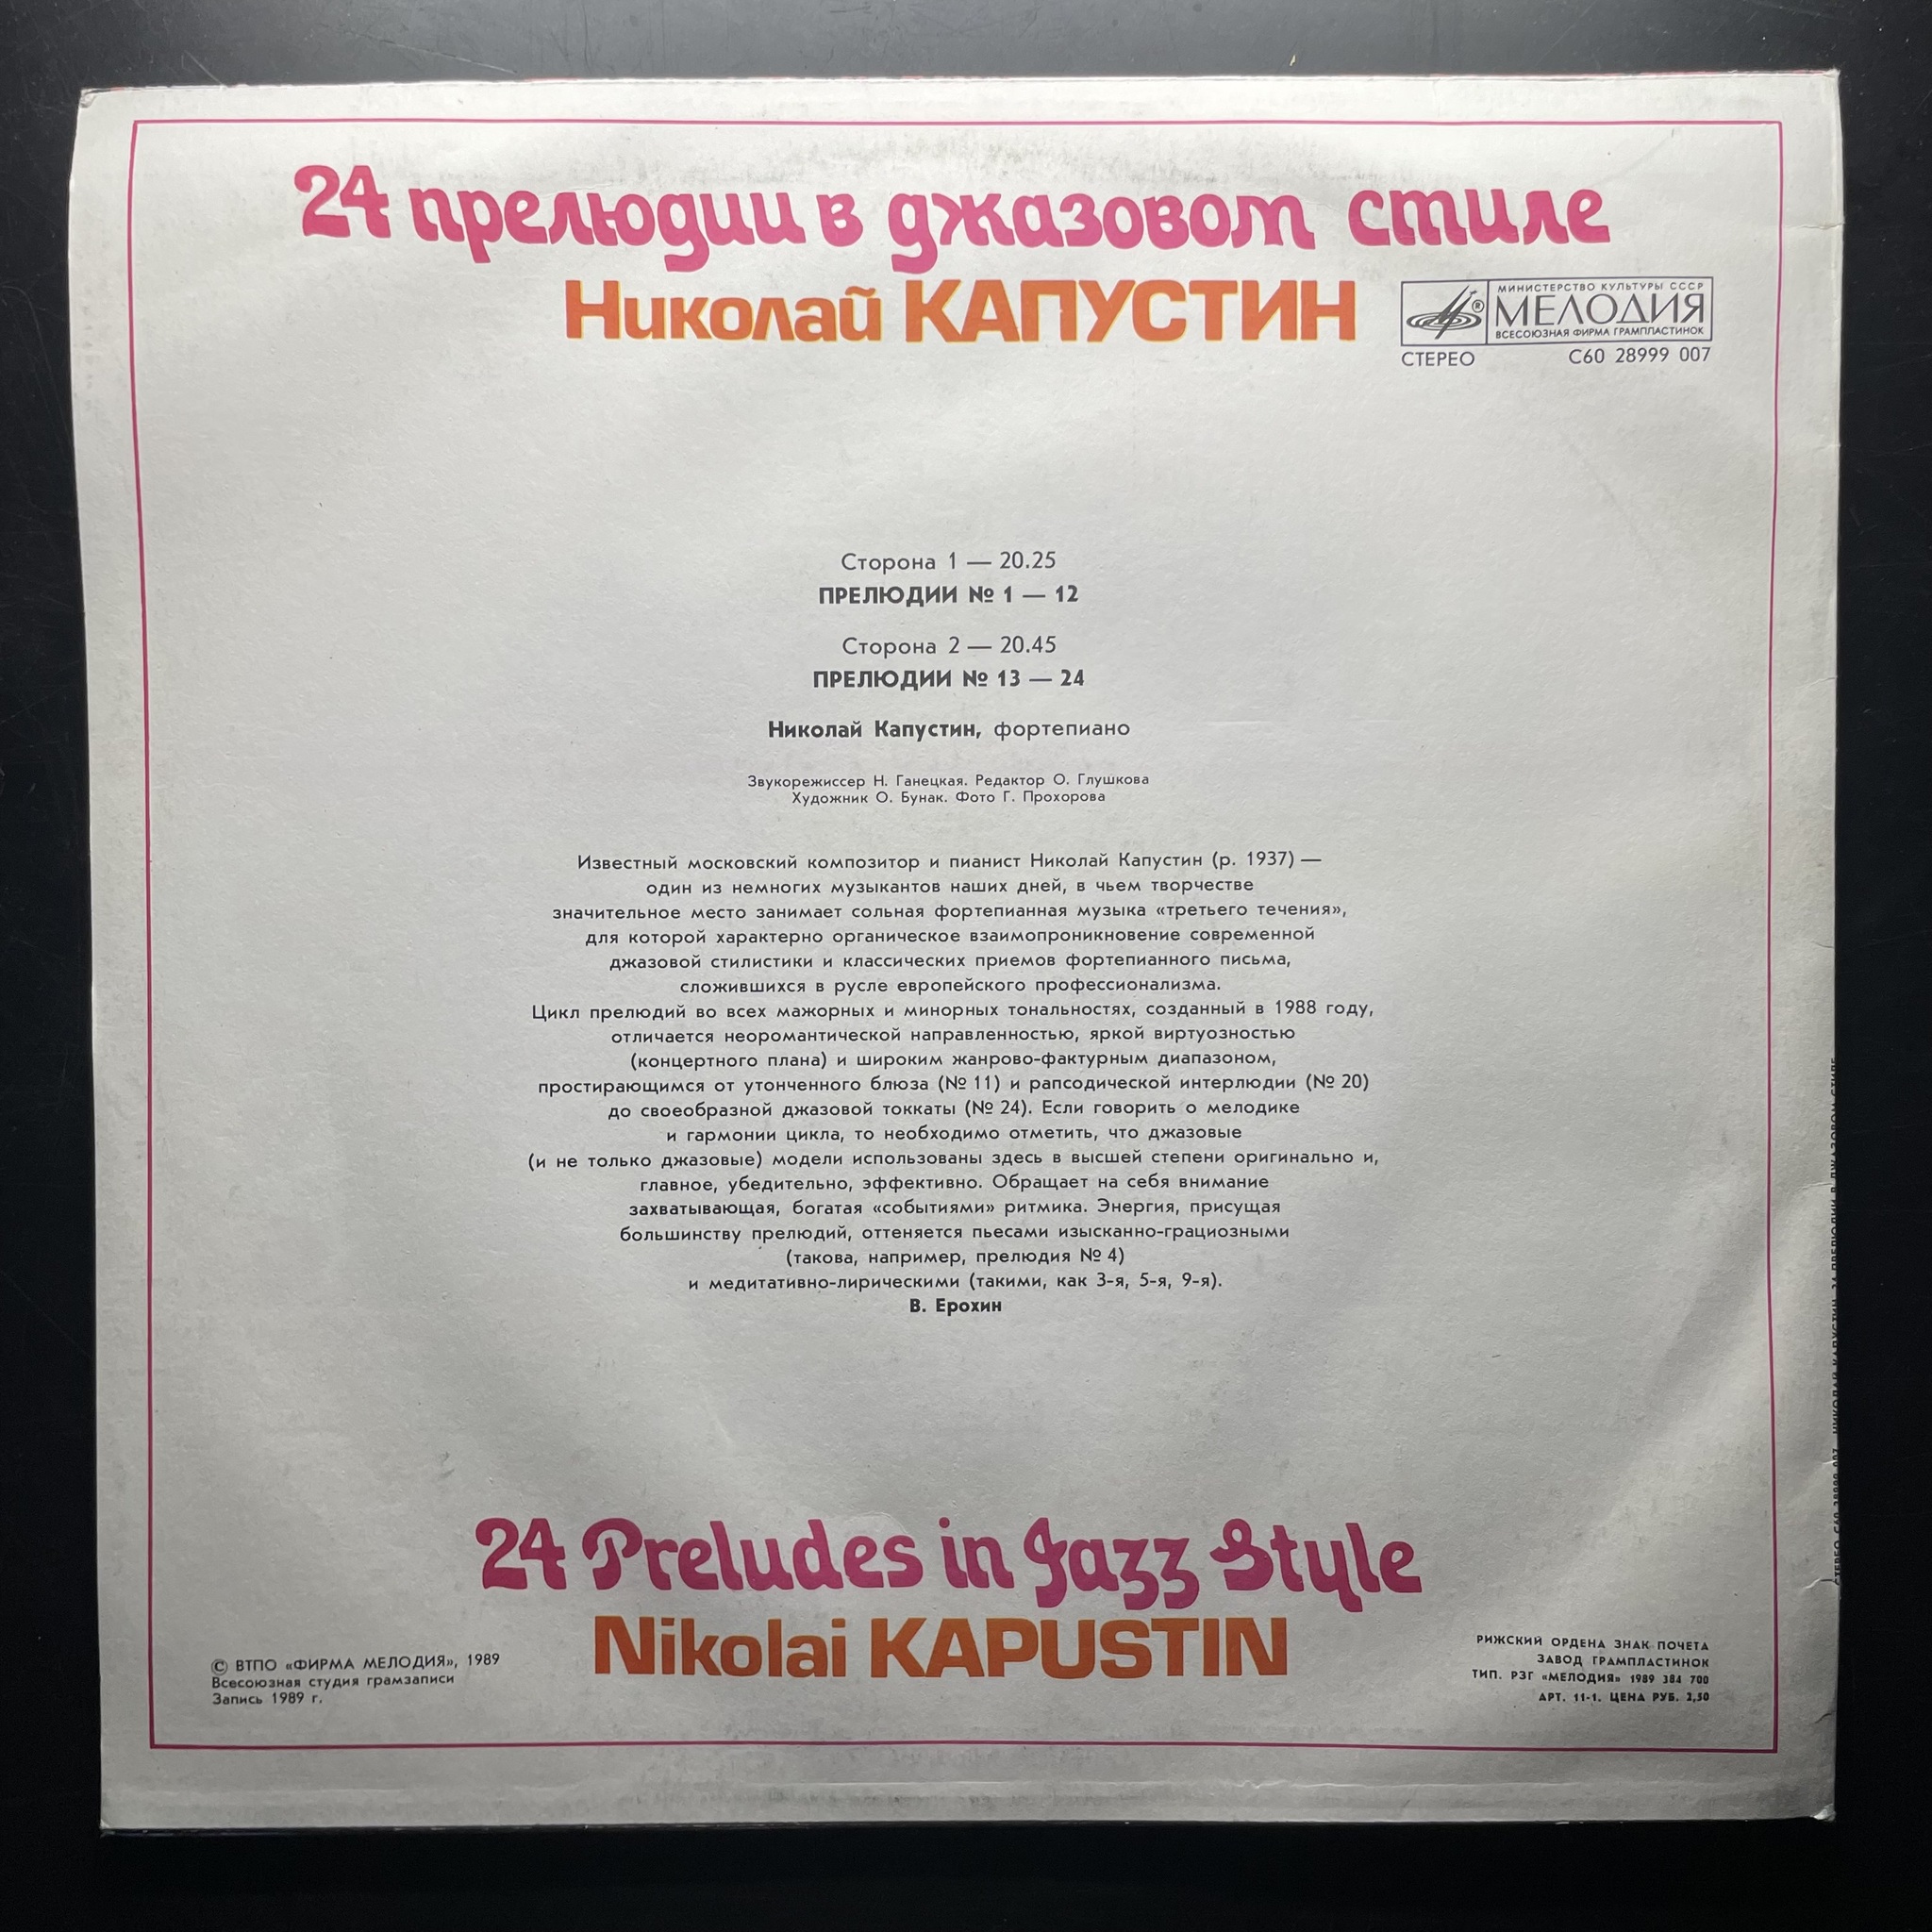 24 прелюдии в джазовом стиле
Николай КАПУСТИН
МИНИСТЕРСТВО КУЛЬТУРЫ СССР
МЕЛОДИЯ
ВСЕСОЮЗНАЯ ФИРМА ГРАМПЛАСТИНОК
СТЕРЕО С60 28999 007
Сторона 1 — 20.25
ПРЕЛЮДИИ № 1 — 12
Сторона 2 — 20.45
ПРЕЛЮДИИ № 13 — 24
Николай Капустин, фортепиано
Звукорежиссер Н. Ганецкая. Редактор О. Глушкова
Художник О. Бунак. Фото Г. Прохорова
Известный московский композитор и пианист Николай Капустин (р. 1937) —
один из немногих музыкантов наших дней, в чьем творчестве
значительное место занимает сольная фортепианная музыка «третьего течения»,
для которой характерно органическое взаимопроникновение современной
джазовой стилистики и классических приемов фортепианного письма,
сложившихся в русле европейского профессионализма.
Цикл прелюдий во всех мажорных и минорных тональностях, созданный в 1988 году,
отличается неоромантической направленностью, яркой виртуозностью
(концертного плана) и широким жанрово-фактурным диапазоном,
простирающимся от утонченного блюза (№ 11) и рапсодической интерлюдии (№ 20)
до своеобразной джазовой токкаты (№ 24). Если говорить о мелодике
и гармонии цикла, то необходимо отметить, что джазовые
(и не только джазовые) модели использованы здесь в высшей степени оригинально и,
главное, убедительно, эффективно. Обращает на себя внимание
захватывающая, богатая «событиями» ритмика. Энергия, присущая
большинству прелюдий, оттеняется пьесами изысканно-грациозными
(такова, например, прелюдия № 4)
и медитативно-лирическими (такими, как 3-я, 5-я, 9-я).
В. Ерохин
24 Preludes in Jazz Style
Nikolai KAPUSTIN
© ВТПО «ФИРМА МЕЛОДИЯ», 1989
Всесоюзная студия грамзаписи
Запись 1989 г.
РИЖСКИЙ ОРДЕНА ЗНАК ПОЧЕТА
ЗАВОД ГРАМПЛАСТИНОК
ТИП. РЗГ «МЕЛОДИЯ» 1989 384 700
АРТ. 11-1. ЦЕНА РУБ. 2,50
СТЕРЕО С60 28999 007 НИКОЛАЙ КАПУСТИН. 24 ПРЕЛЮДИИ В ДЖАЗОВОМ СТИЛЕ